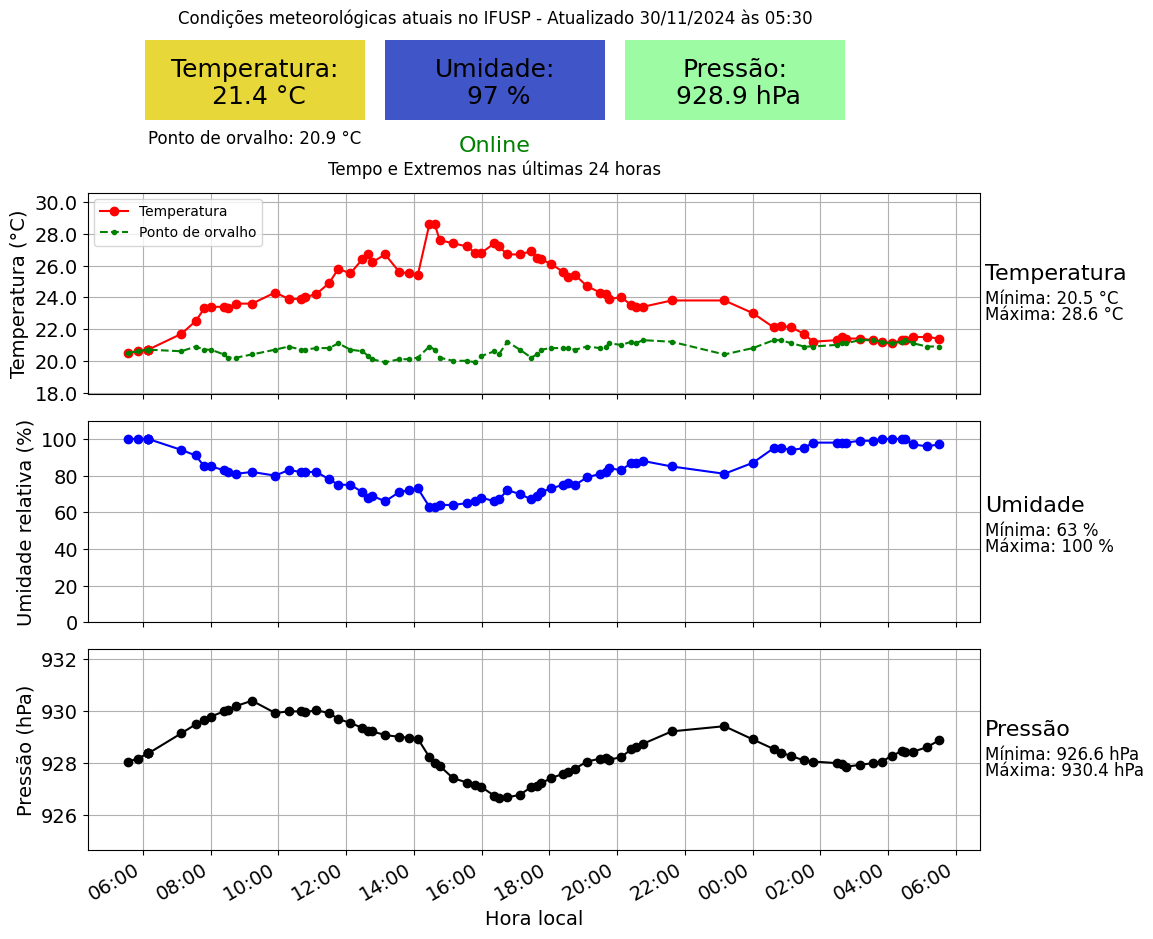 Condições meteorológicas atuais no IFUSP - Atualizado 30/11/2024 às 05:30
Temperatura:
21.4 °C
Umidade:
97 %
Pressão:
928.9 hPa
Ponto de orvalho: 20.9 °C
Online
Tempo e Extremos nas últimas 24 horas
Temperatura (°C)
30.0
28.0
26.0
24.0
22.0
20.0
18.0
Temperatura
Ponto de orvalho
Temperatura
Mínima: 20.5 °C
Máxima: 28.6 °C
Umidade relativa (%)
100
80
60
40
20
0
Umidade
Mínima: 63 %
Máxima: 100 %
Pressão (hPa)
932
930
928
926
Pressão
Mínima: 926.6 hPa
Máxima: 930.4 hPa
06:00 08:00 10:00 12:00 14:00 16:00 18:00 20:00 22:00 00:00 02:00 04:00 06:00
Hora local